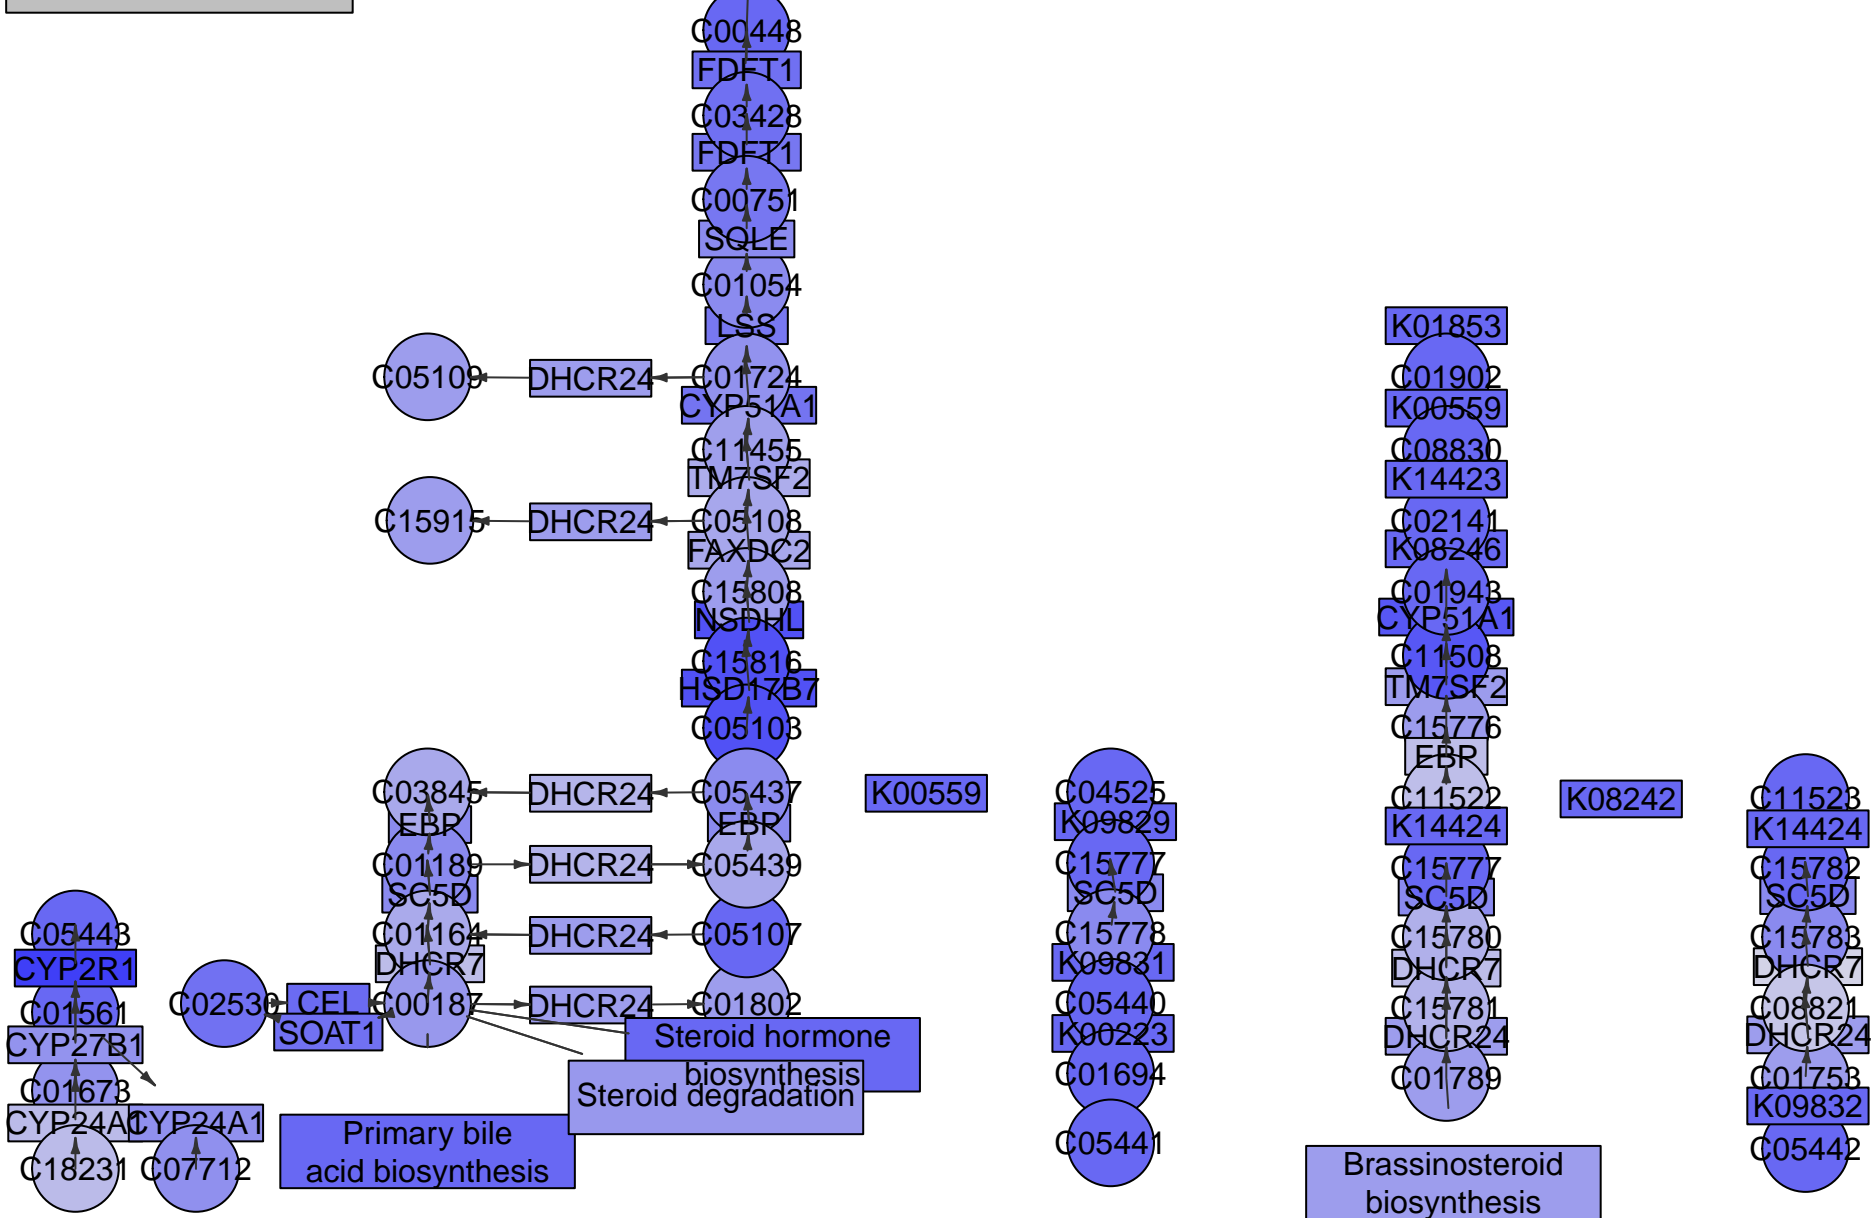 C00448
FDFT1
C03428
FDFT1
C00751
SQLE
C01054
LSS
C05109
DHCR24
C01724
CYP51A1
C11455
TM7SF2
C15915
DHCR24
C05108
FAXDC2
C15808
NSDHL
C15816
HSD17B7
C05103
C03845
DHCR24
C05437
EBP
EBP
C01189
DHCR24
C05439
SC5D
C01164
DHCR24
C05107
DHCR7
C02530
CEL
SOAT1
C00187
DHCR24
C01802
C05443
CYP2R1
C01561
CYP27B1
C01673
CYP24A1
CYP24A1
C18231
C07712
Steroid hormone
biosynthesis
Steroid degradation
Primary bile
acid biosynthesis
K00559
C04525
K09829
C15777
SC5D
C15778
K09831
C05440
K00223
C01694
C05441
K01853
C01902
K00559
C08830
K14423
C02141
K08246
C01943
CYP51A1
C11508
TM7SF2
C15776
EBP
C11522
K14424
C15777
SC5D
C15780
DHCR7
C15781
DHCR24
C01789
Brassinosteroid
biosynthesis
K08242
C11523
K14424
C15782
SC5D
C15783
DHCR7
C08821
DHCR24
C01753
K09832
C05442